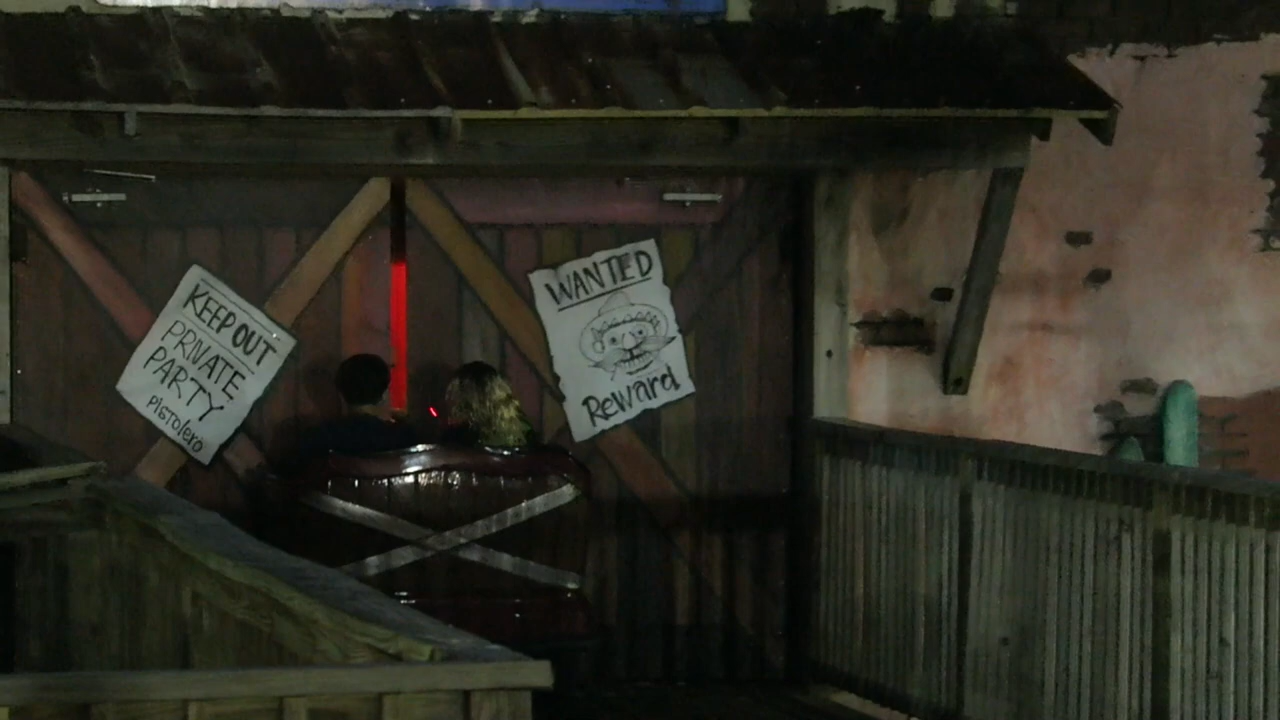 KEEP OUT
PRIVATE
PARTY
PISTOLERO
WANTED
Reward